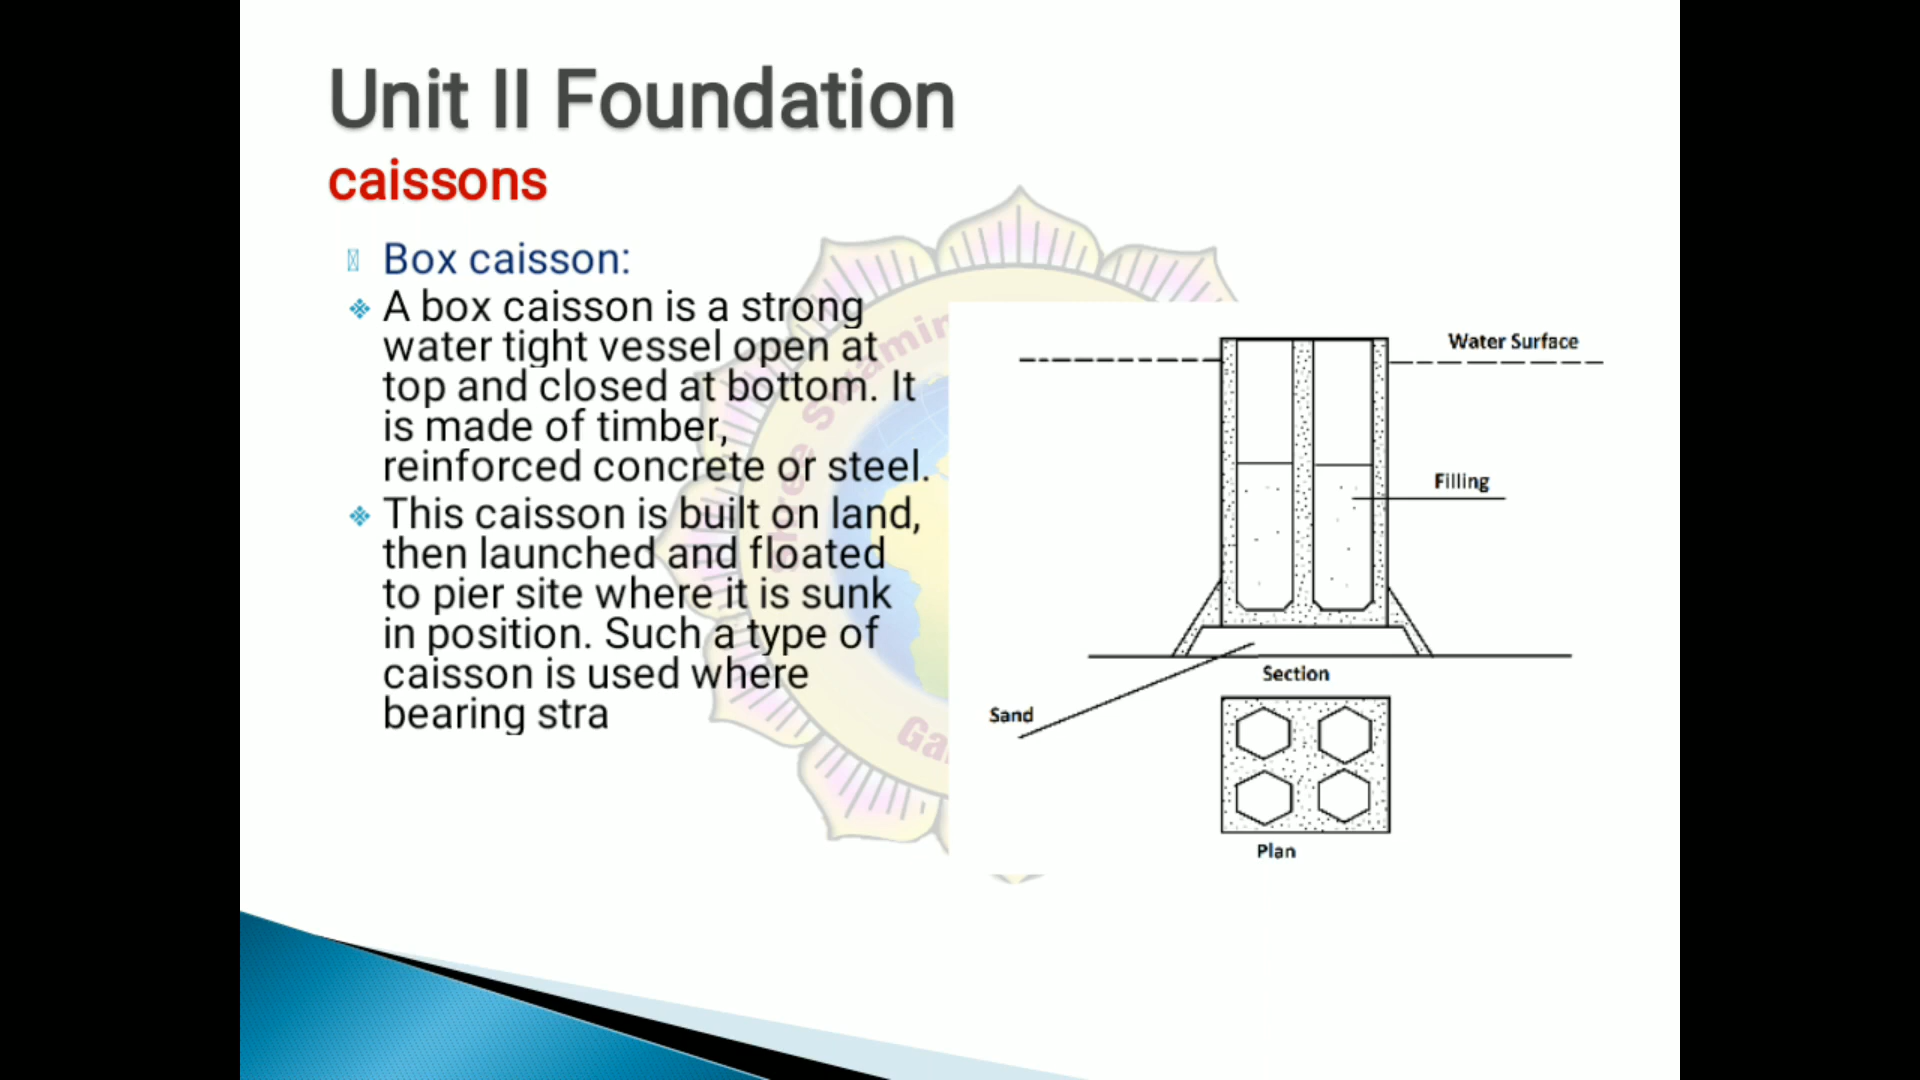 Unit II Foundation
caissons
Box caisson:
A box caisson is a strong
water tight vessel open at
top and closed at bottom. It
is made of timber,
reinforced concrete or steel.
This caisson is built on land,
then launched and floated
to pier site where it is sunk
in position. Such a type of
caisson is used where
bearing stra
Water Surface
Filling
Section
Sand
Plan
Shree Swamin
Ga